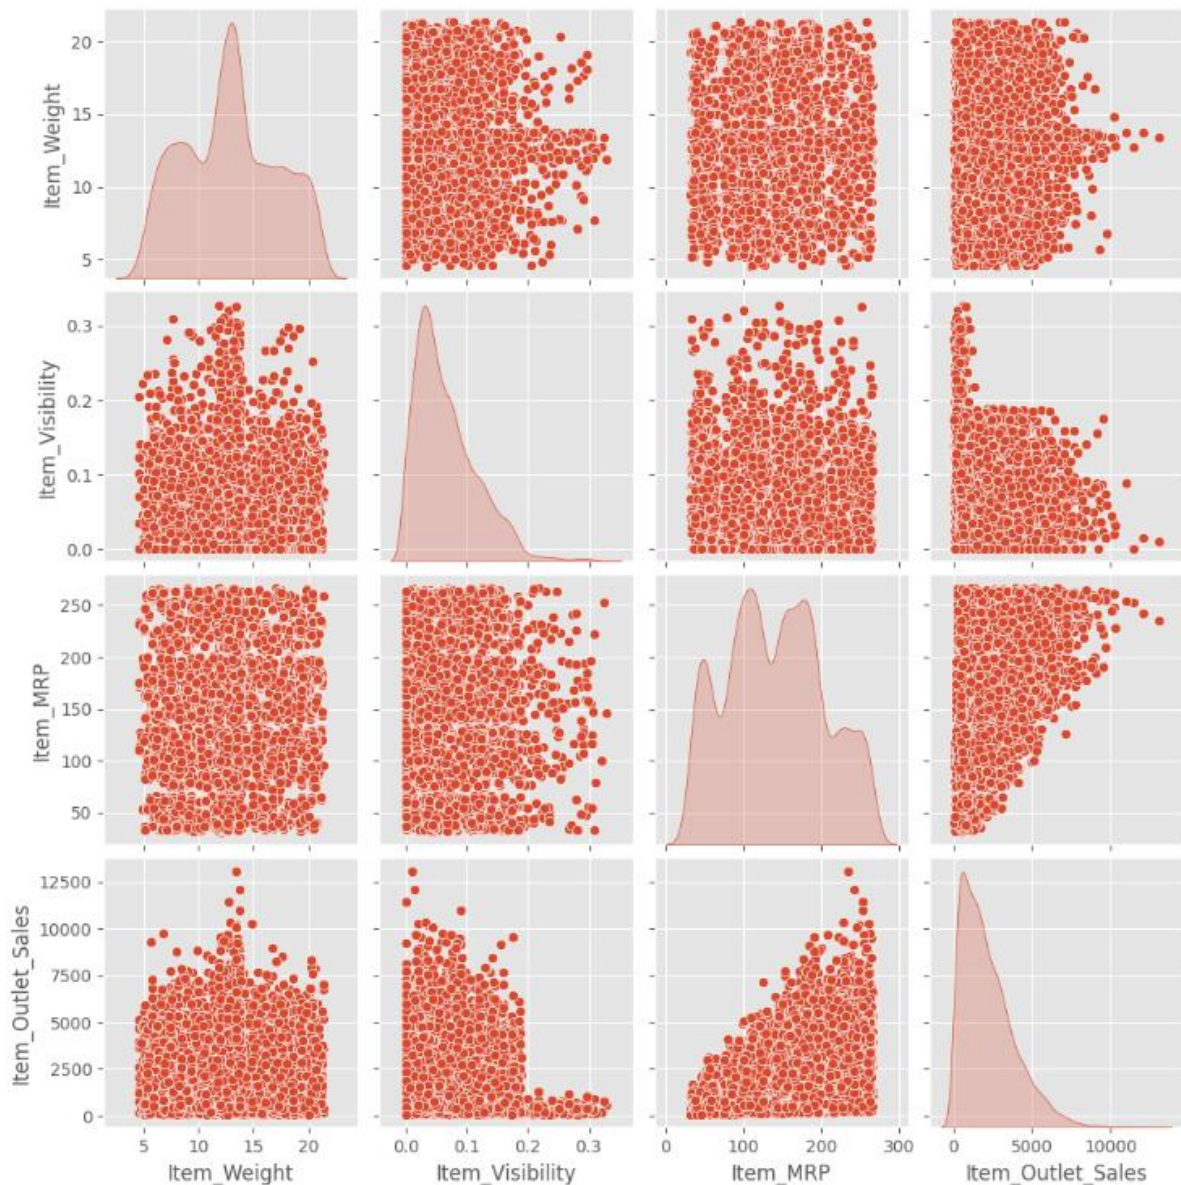 Item_Weight
20
15
10
5
Item_Visibility
0.3
0.2
0.1
0.0
Item_MRP
250
200
150
100
50
Item_Outlet_Sales
12500
10000
7500
5000
2500
0
5 10 15 20
0.0 0.1 0.2 0.3
0 100 200 300
0 5000 10000
Item_Weight
Item_Visibility
Item_MRP
Item_Outlet_Sales